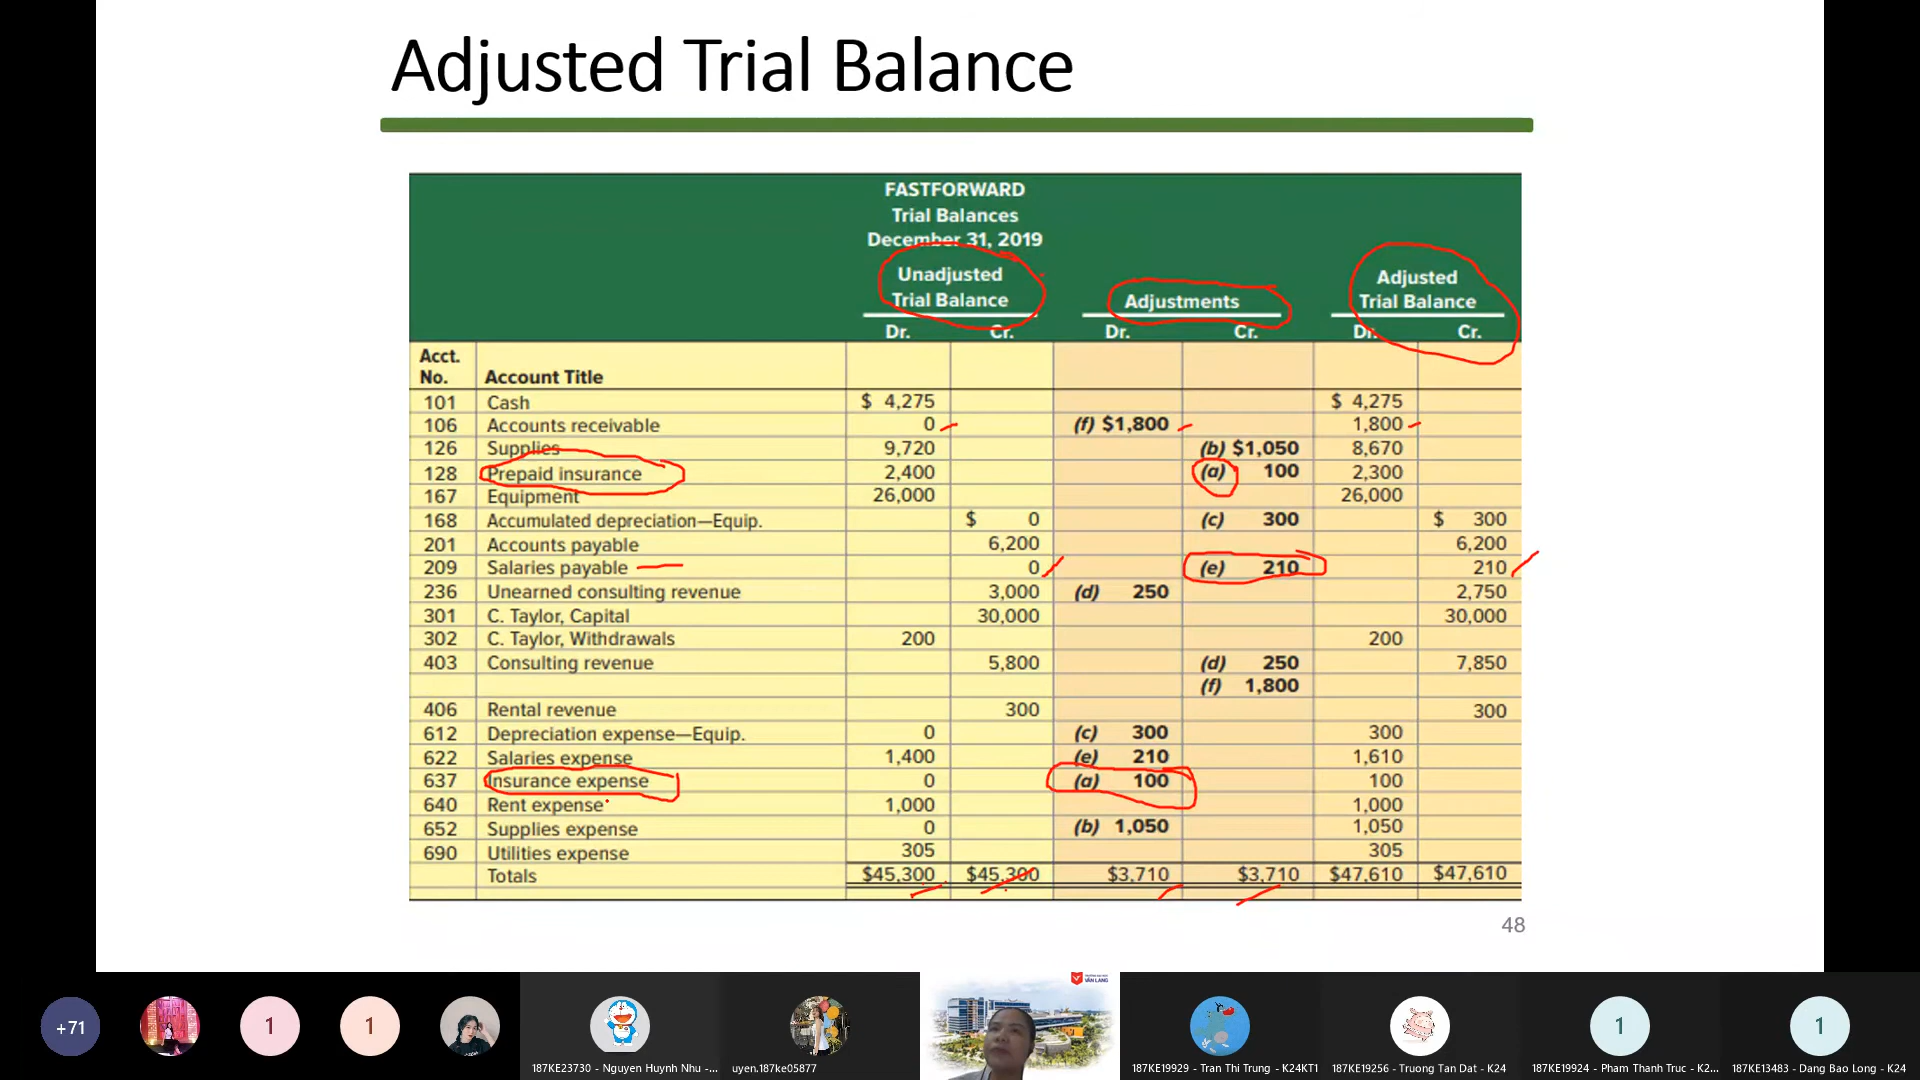 Adjusted Trial Balance
FASTFORWARD
Trial Balances
December 31, 2019
Unadjusted Trial Balance Adjustments Adjusted Trial Balance
Dr. Cr. Dr. Cr. Dr. Cr.
Acct. No. Account Title
101 Cash $ 4,275 $ 4,275
106 Accounts receivable 0 (f) $1,800 1,800
126 Supplies 9,720 (b) $1,050 8,670
128 Prepaid insurance 2,400 (a) 100 2,300
167 Equipment 26,000 26,000
168 Accumulated depreciation—Equip. $ 0 (c) 300 $ 300
201 Accounts payable 6,200 6,200
209 Salaries payable 0 (e) 210 210
236 Unearned consulting revenue 3,000 (d) 250 2,750
301 C. Taylor, Capital 30,000 30,000
302 C. Taylor, Withdrawals 200 200
403 Consulting revenue 5,800 (d) 250 7,850
(f) 1,800
406 Rental revenue 300 300
612 Depreciation expense—Equip. 0 (c) 300 300
622 Salaries expense 1,400 (e) 210 1,610
637 Insurance expense 0 (a) 100 100
640 Rent expense 1,000 1,000
652 Supplies expense 0 (b) 1,050 1,050
690 Utilities expense 305 305
Totals $45,300 $45,300 $3,710 $3,710 $47,610 $47,610
48
+71 1 1 1 1
VĂN LANG
187KE23730 - Nguyen Huynh Nhu -... uyen.187ke05877 187KE19929 - Tran Thi Trung - K24KT1 187KE19256 - Truong Tan Dat - K24 187KE19924 - Pham Thanh Truc - K2... 187KE13483 - Dang Bao Long - K24